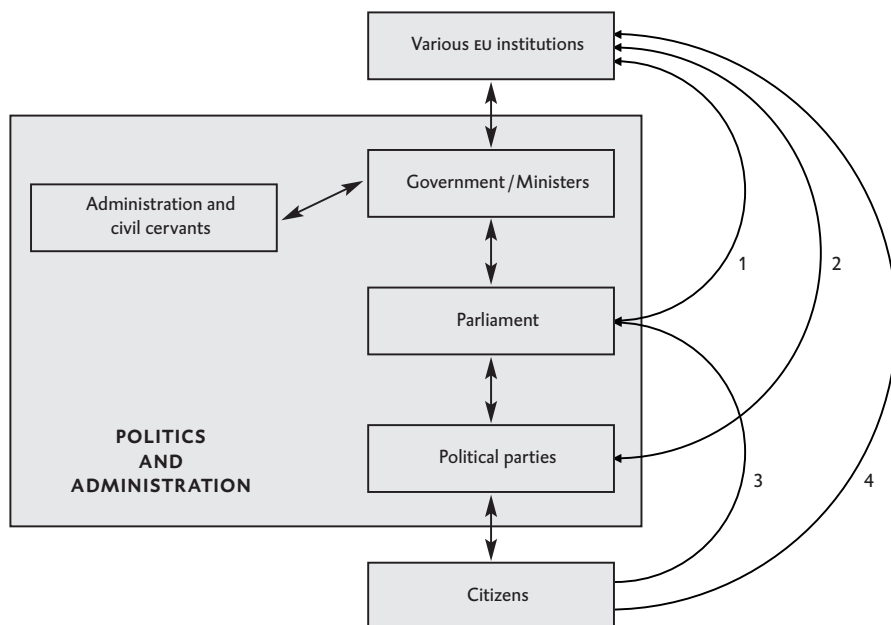 Various EU institutions
Government / Ministers
Administration and
civil cervants
1
2
Parliament
POLITICS
AND
ADMINISTRATION
Political parties
3
4
Citizens